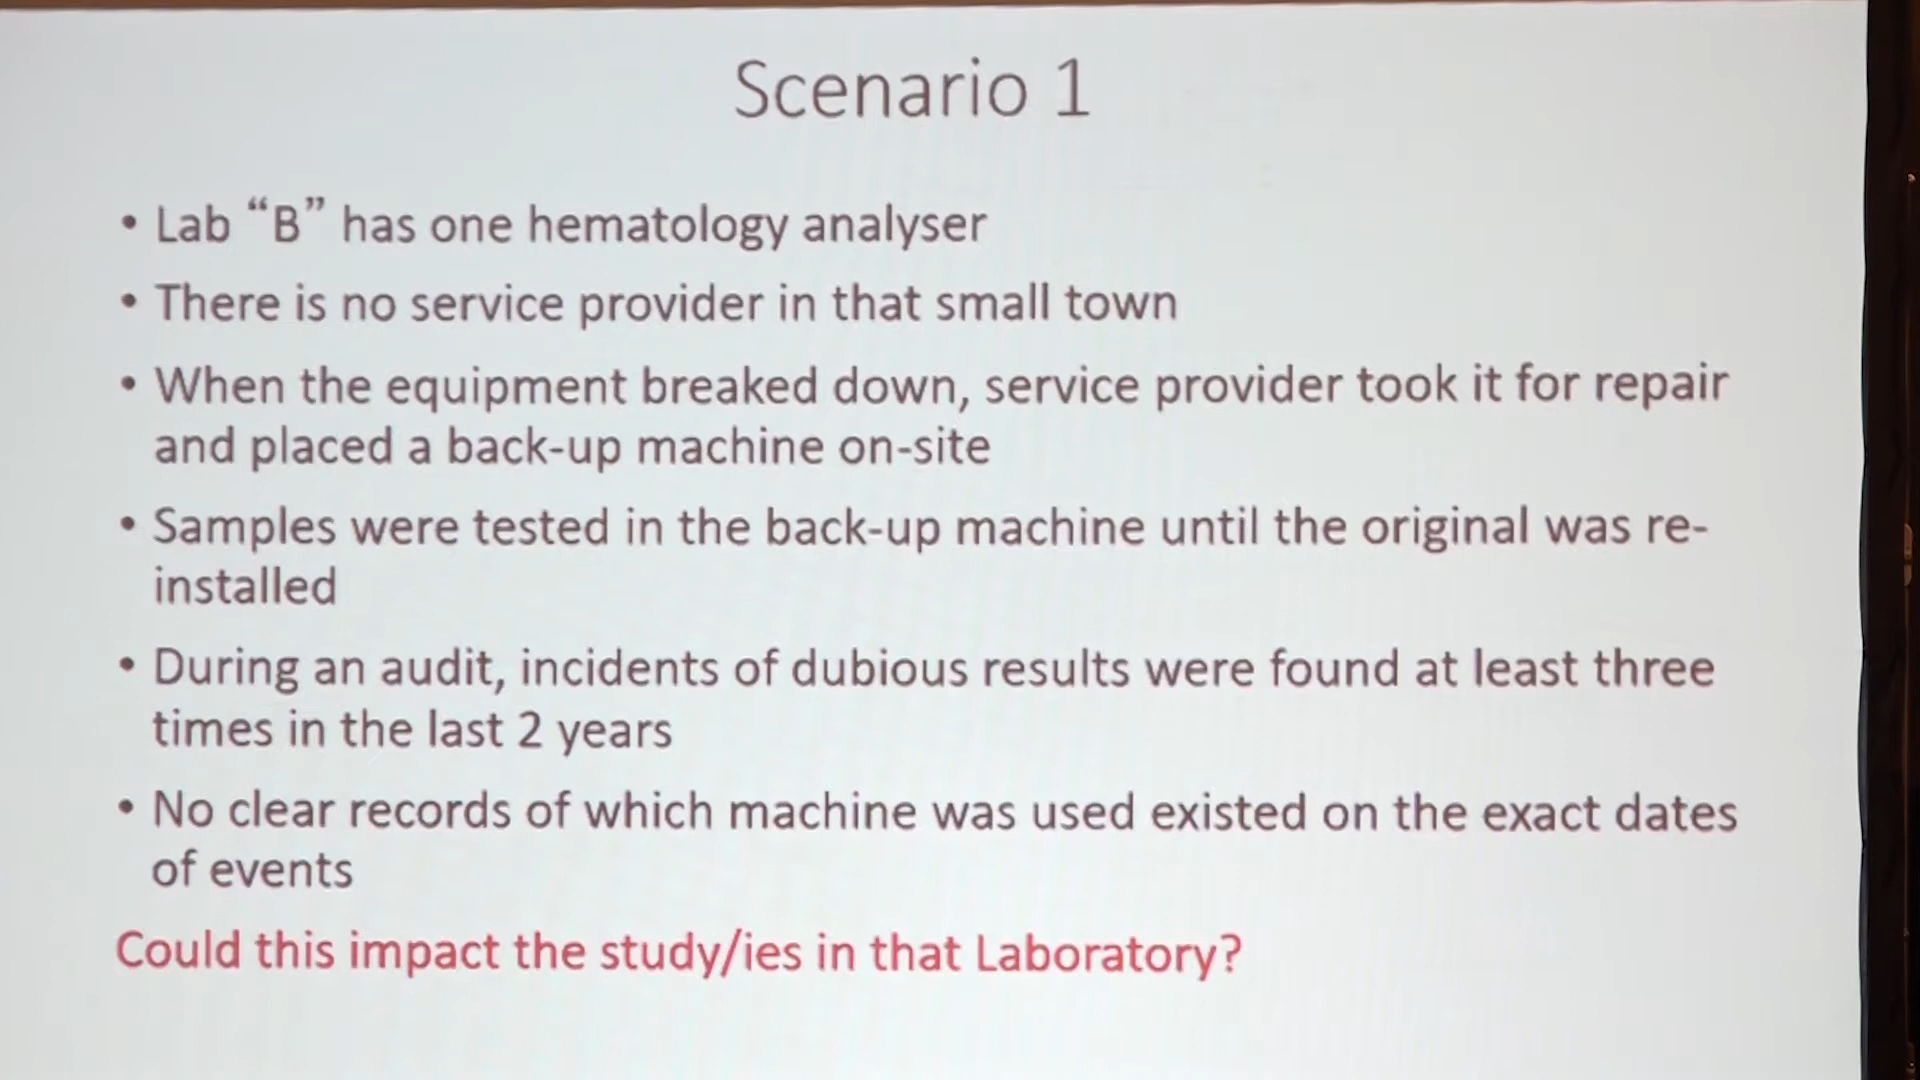 Scenario 1
• Lab “B” has one hematology analyser
• There is no service provider in that small town
• When the equipment breaked down, service provider took it for repair
and placed a back-up machine on-site
• Samples were tested in the back-up machine until the original was re-
installed
• During an audit, incidents of dubious results were found at least three
times in the last 2 years
• No clear records of which machine was used existed on the exact dates
of events
Could this impact the study/ies in that Laboratory?